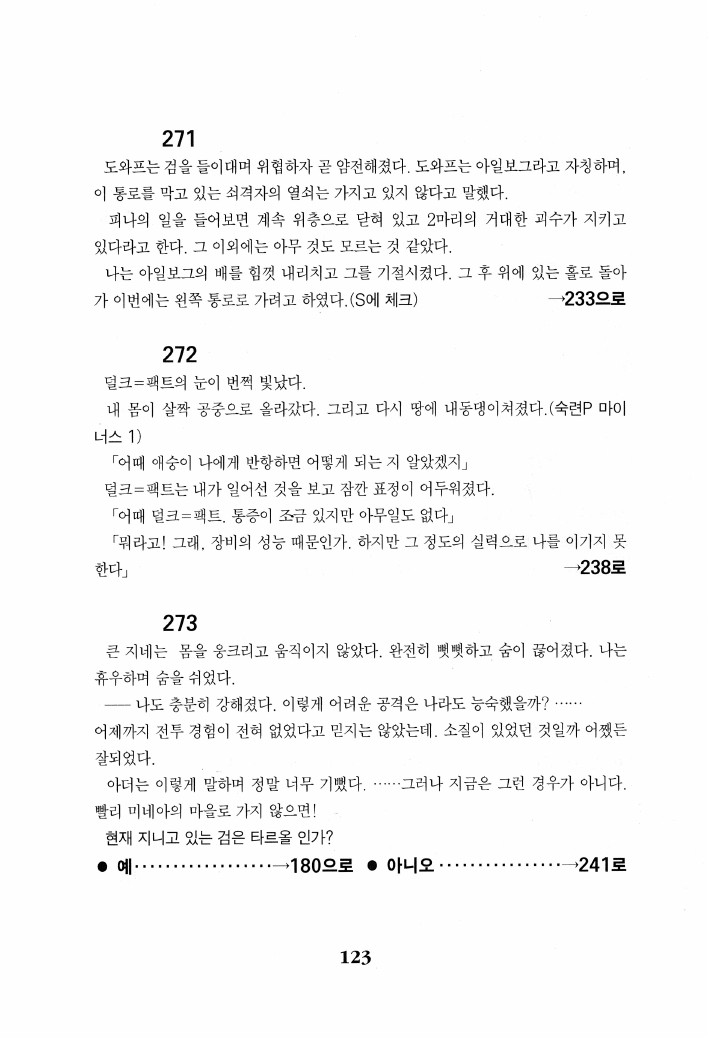 271
도와프는 검을 들이대며 위협하자 곧 얌전해졌다. 도와프는 아일보그라고 자칭하며,
이 통로를 막고 있는 쇠격자의 열쇠는 가지고 있지 않다고 말했다.
피나의 일을 들어보면 계속 위층으로 닫혀 있고 2마리의 거대한 괴수가 지키고
있다라고 한다. 그 이외에는 아무 것도 모르는 것 같았다.
나는 아일보그의 배를 힘껏 내리치고 그를 기절시켰다. 그 후 위에 있는 홀로 돌아
가 이번에는 왼쪽 통로로 가려고 하였다.(S에 체크) →233으로
272
덜크=팩트의 눈이 번쩍 빛났다.
내 몸이 살짝 공중으로 올라갔다. 그리고 다시 땅에 내동댕이쳐졌다.(숙련P 마이
너스 1)
「어때 애숭이 나에게 반항하면 어떻게 되는 지 알았겠지」
덜크=팩트는 내가 일어선 것을 보고 잠깐 표정이 어두워졌다.
「어때 덜크=팩트. 통증이 조금 있지만 아무일도 없다」
「뭐라고! 그래, 장비의 성능 때문인가. 하지만 그 정도의 실력으로 나를 이기지 못
한다」 →238로
273
큰 지네는 몸을 웅크리고 움직이지 않았다. 완전히 뻣뻣하고 숨이 끊어졌다. 나는
휴우하며 숨을 쉬었다.
── 나도 충분히 강해졌다. 이렇게 어려운 공격은 나라도 능숙했을까? ……
어제까지 전투 경험이 전혀 없었다고 믿지는 않았는데. 소질이 있었던 것일까 어쨌든
잘되었다.
아더는 이렇게 말하며 정말 너무 기뻤다. ……그러나 지금은 그런 경우가 아니다.
빨리 미네아의 마을로 가지 않으면!
현재 지니고 있는 검은 타르올 인가?
● 예··················→180으로 ● 아니오 ················→241로
123